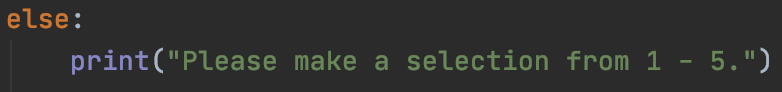 else:
    print("Please make a selection from 1 - 5.")